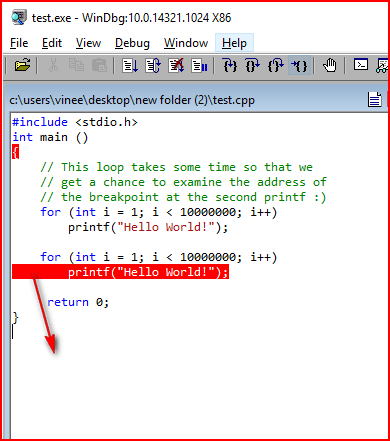 test.exe - WinDbg:10.0.14321.1024 X86
File Edit View Debug Window Help
c:\users\vinee\desktop\new folder (2)\test.cpp
#include <stdio.h>
int main ()
{
// This loop takes some time so that we
// get a chance to examine the address of
// the breakpoint at the second printf :)
for (int i = 1; i < 10000000; i++)
printf("Hello World!");
for (int i = 1; i < 10000000; i++)
printf("Hello World!");
return 0;
}